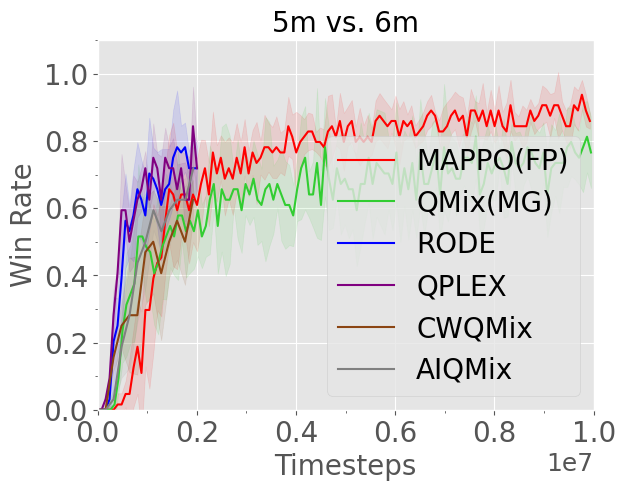 5m vs. 6m
Win Rate
1.0
0.8
0.6
0.4
0.2
0.0
MAPPO(FP)
QMix(MG)
RODE
QPLEX
CWQMix
AIQMix
0.0 0.2 0.4 0.6 0.8 1.0
Timesteps
1e7